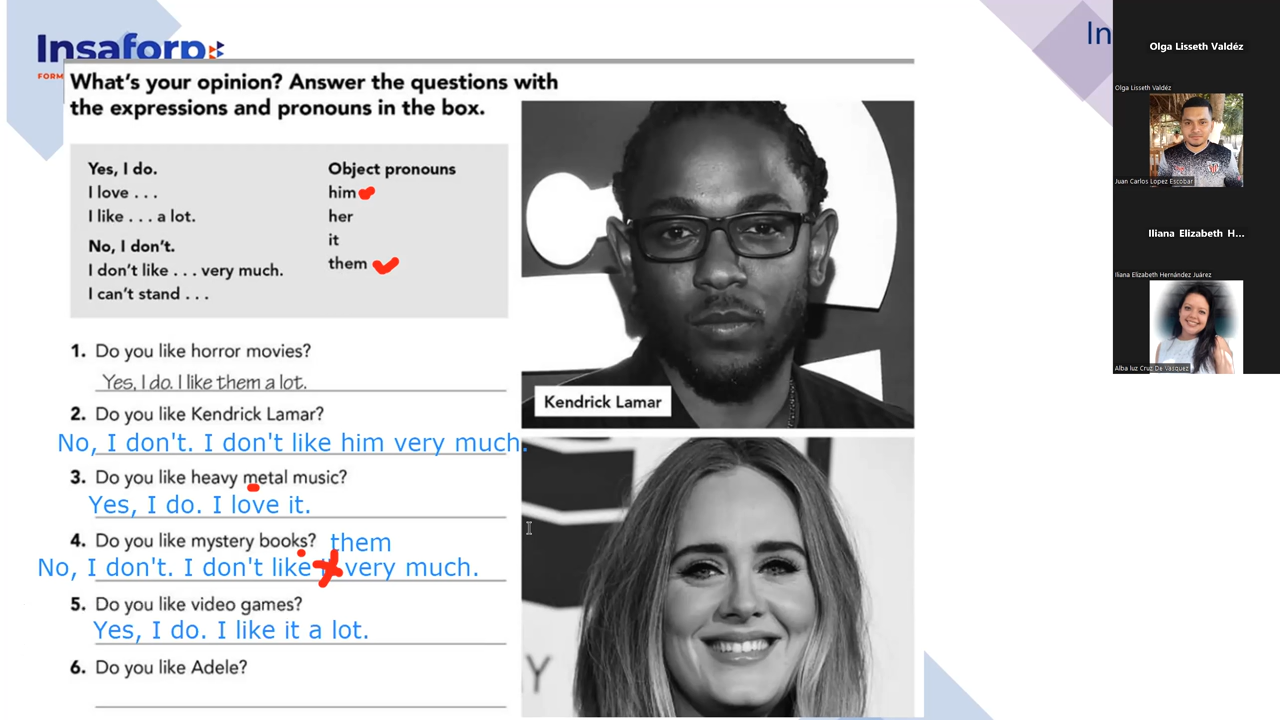 Insaforp
FORM
In
What's your opinion? Answer the questions with
the expressions and pronouns in the box.
Yes, I do.
I love . . .
I like . . . a lot.
No, I don't.
I don't like . . . very much.
I can't stand . . .
Object pronouns
him
her
it
them
1. Do you like horror movies?
Yes, I do. I like them a lot.
2. Do you like Kendrick Lamar?
No, I don't. I don't like him very much.
3. Do you like heavy metal music?
Yes, I do. I love it.
4. Do you like mystery books?
them
No, I don't. I don't like very much.
5. Do you like video games?
Yes, I do. I like it a lot.
6. Do you like Adele?
Kendrick Lamar
Y
Olga Lisseth Valdéz
Olga Lisseth Valdéz
Juan Carlos Lopez Escobar
Iliana Elizabeth H...
Iliana Elizabeth Hernández Juárez
Alba luz Cruz De Vasquez